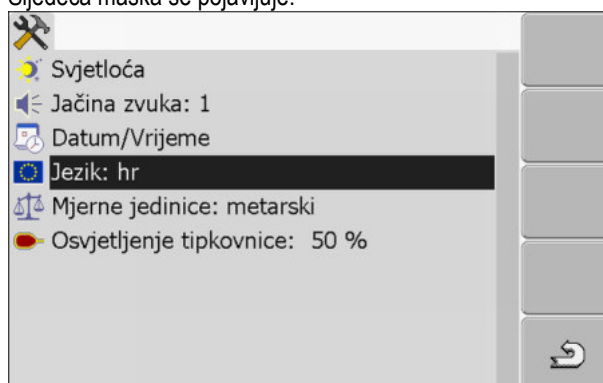 Sljedeća maska se pojavljuje:
Svjetloća
Jačina zvuka: 1
Datum/Vrijeme
Jezik: hr
Mjerne jedinice: metarski
Osvjetljenje tipkovnice: 50 %